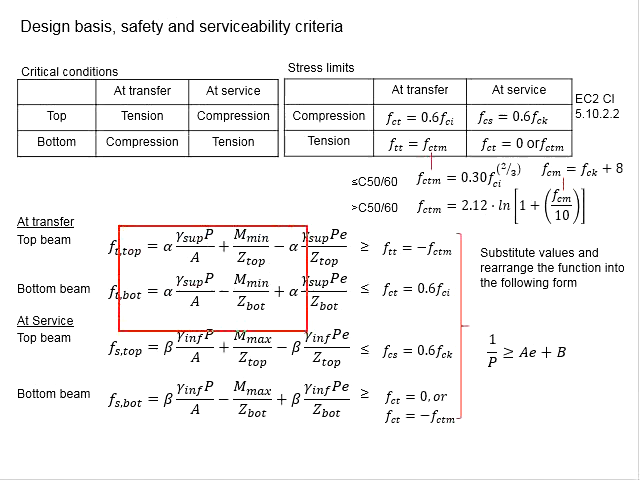 Design basis, safety and serviceability criteria
Critical conditions
At transfer At service
Top Tension Compression
Bottom Compression Tension
Stress limits
At transfer At service
Compression f_ct = 0.6f_ci f_cs = 0.6f_ck
Tension f_tt = f_ctm f_ct = 0 orf_ctm
EC2 Cl
5.10.2.2
≤C50/60 f_ctm = 0.30f_ci^(2/3) f_cm = f_ck + 8
>C50/60 f_ctm = 2.12 · ln [1 + (f_cm/10)]
At transfer
Top beam f_t,top = α γ_sup P/A + M_min/Z_top − α γ_sup Pe/Z_top ≥ f_tt = −f_ctm
Bottom beam f_t,bot = α γ_sup P/A − M_min/Z_bot + α γ_sup Pe/Z_bot ≤ f_ct = 0.6f_ci
At Service
Top beam f_s,top = β γ_inf P/A + M_max/Z_top − β γ_inf Pe/Z_top ≤ f_cs = 0.6f_ck
Bottom beam f_s,bot = β γ_inf P/A − M_max/Z_bot + β γ_inf Pe/Z_bot ≥ f_ct = 0, or
f_ct = −f_ctm
Substitute values and
rearrange the function into
the following form
1/P ≥ Ae + B